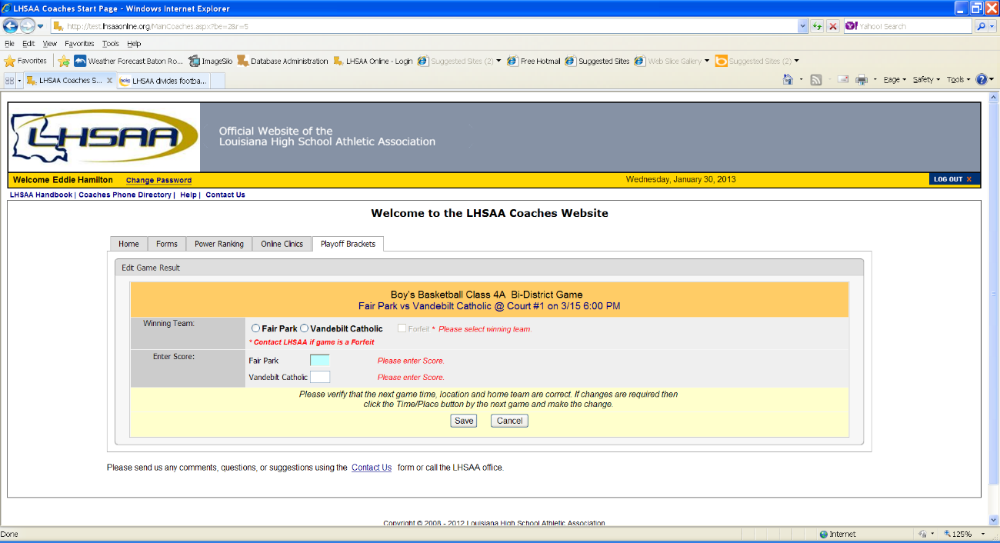 LHSAA Coaches Start Page - Windows Internet Explorer
http://test.lhsaaonline.org/MainCoaches.aspx?be=2&r=5
Yahoo! Search
File Edit View Favorites Tools Help
Favorites Weather Forecast Baton Ro... ImageSilo Database Administration LHSAA Online - Login Suggested Sites (2) Free Hotmail Suggested Sites Web Slice Gallery Suggested Sites (2)
LHSAA Coaches S... LHSAA divides footba... Page Safety Tools
LHSAA
Official Website of the
Louisiana High School Athletic Association
Welcome Eddie Hamilton Change Password Wednesday, January 30, 2013 LOG OUT X
LHSAA Handbook | Coaches Phone Directory | Help | Contact Us
Welcome to the LHSAA Coaches Website
Home Forms Power Ranking Online Clinics Playoff Brackets
Edit Game Result
Boy's Basketball Class 4A Bi-District Game
Fair Park vs Vandebilt Catholic @ Court #1 on 3/15 6:00 PM
Winning Team: Fair Park Vandebilt Catholic Forfeit * Please select winning team.
* Contact LHSAA if game is a Forfeit
Enter Score: Fair Park Please enter Score.
Vandebilt Catholic Please enter Score.
Please verify that the next game time, location and home team are correct. If changes are required then
click the Time/Place button by the next game and make the change.
Save Cancel
Please send us any comments, questions, or suggestions using the Contact Us form or call the LHSAA office.
Copyright © 2008 - 2012 Louisiana High School Athletic Association
Done Internet 125%